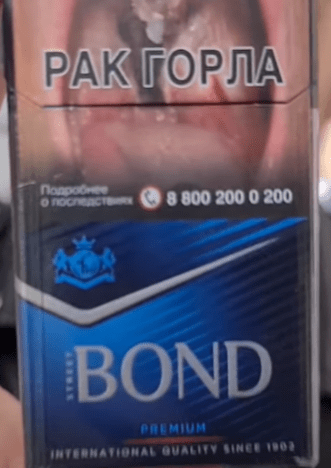 РАК ГОРЛА
Подробнее
о последствиях 8 800 200 0 200
STREET
BOND
PREMIUM
INTERNATIONAL QUALITY SINCE 1902